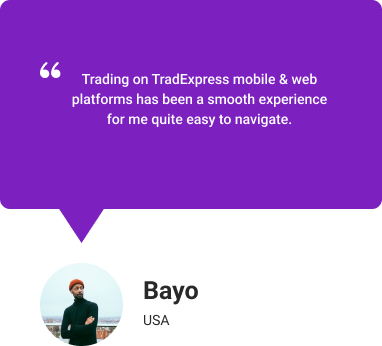 “
Trading on TradExpress mobile & web
platforms has been a smooth experience
for me quite easy to navigate.
Bayo
USA